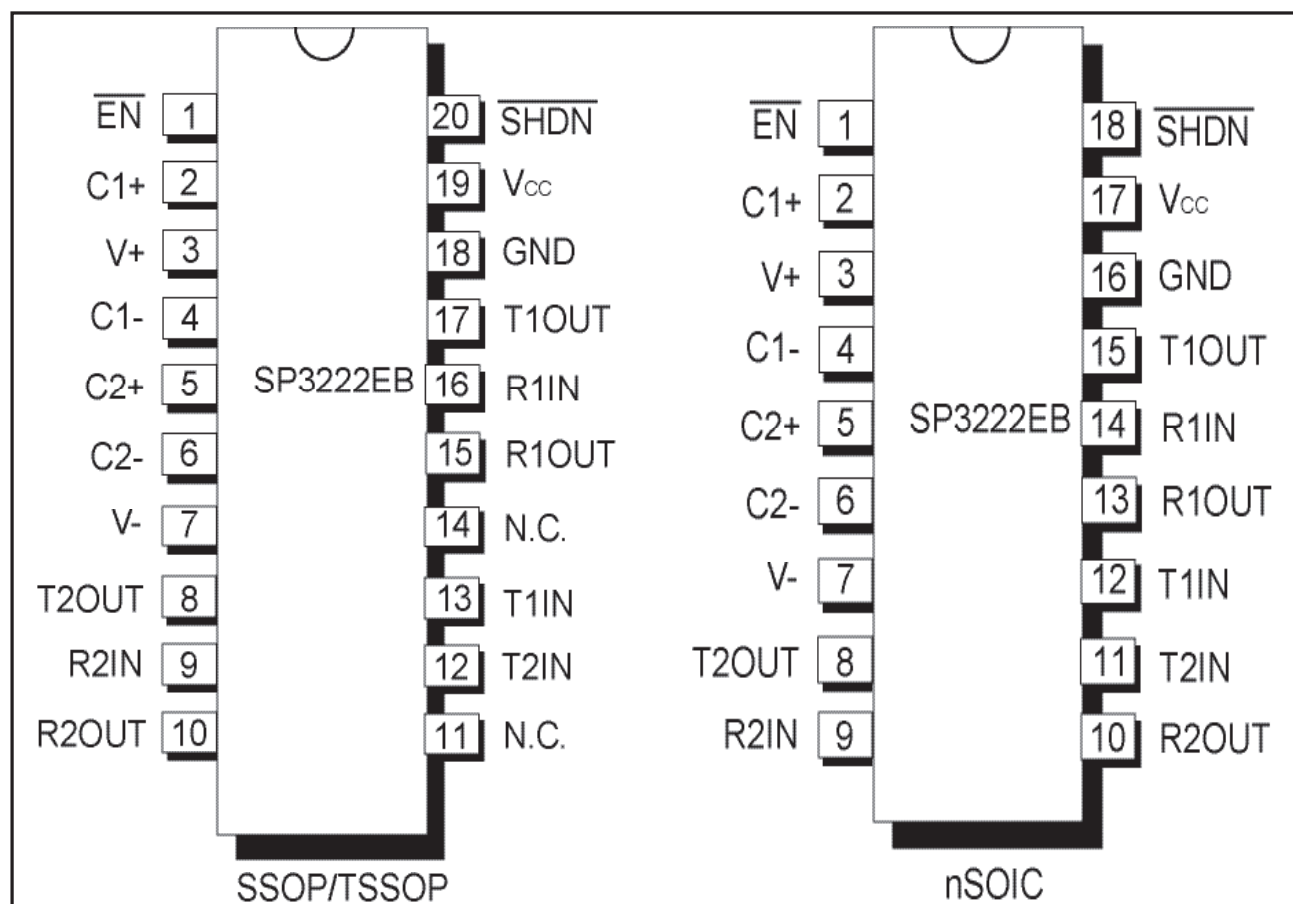 EN 1 20 SHDN
C1+ 2 19 Vcc
V+ 3 18 GND
C1- 4 17 T1OUT
C2+ 5 SP3222EB 16 R1IN
C2- 6 15 R1OUT
V- 7 14 N.C.
T2OUT 8 13 T1IN
R2IN 9 12 T2IN
R2OUT 10 11 N.C.
SSOP/TSSOP
EN 1 18 SHDN
C1+ 2 17 Vcc
V+ 3 16 GND
C1- 4 15 T1OUT
C2+ 5 SP3222EB 14 R1IN
C2- 6 13 R1OUT
V- 7 12 T1IN
T2OUT 8 11 T2IN
R2IN 9 10 R2OUT
nSOIC